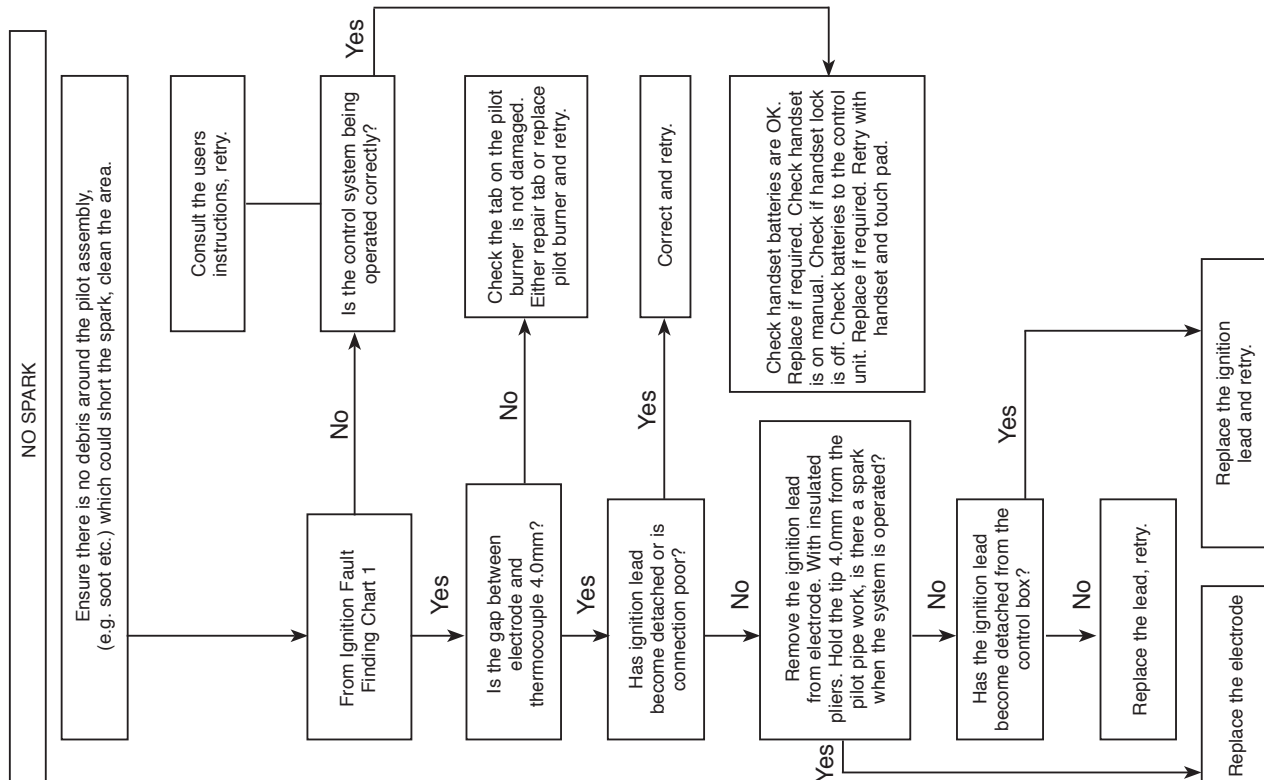 NO SPARK
Ensure there is no debris around the pilot assembly,
(e.g. soot etc.) which could short the spark, clean the area.
Consult the users
instructions, retry.
From Ignition Fault
Finding Chart 1
No
Is the control system being
operated correctly?
Yes
Yes
Is the gap between
electrode and
thermocouple 4.0mm?
No
Check the tab on the pilot
burner is not damaged.
Either repair tab or replace
pilot burner and retry.
Yes
Has ignition lead
become detached or is
connection poor?
Yes
Correct and retry.
No
Remove the ignition lead
from electrode. With insulated
pliers. Hold the tip 4.0mm from the
pilot pipe work, is there a spark
when the system is operated?
Check handset batteries are OK.
Replace if required. Check handset
is on manual. Check if handset lock
is off. Check batteries to the control
unit. Replace if required. Retry with
handset and touch pad.
Yes
No
Has the ignition lead
become detached from the
control box?
Yes
No
Replace the lead, retry.
Replace the electrode
Replace the ignition
lead and retry.